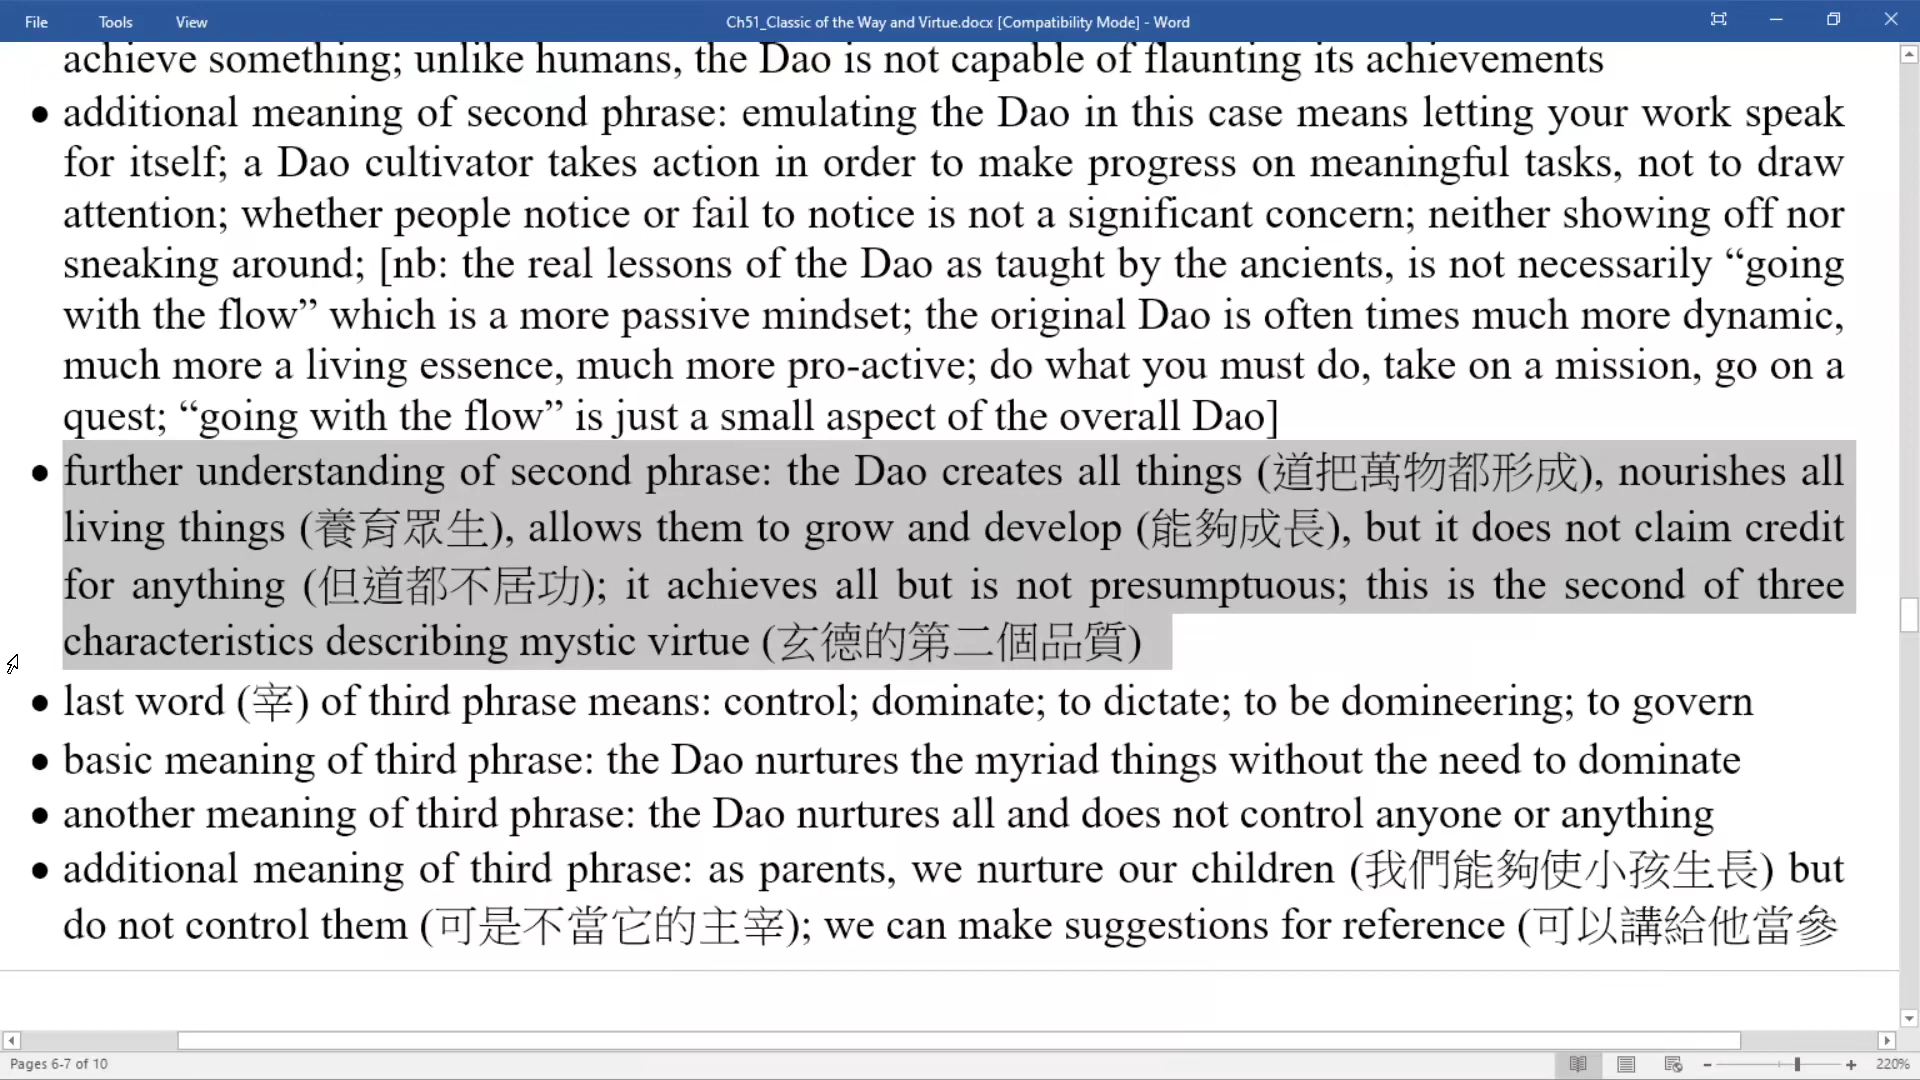 File Tools View Ch51_Classic of the Way and Virtue.docx [Compatibility Mode] - Word
achieve something; unlike humans, the Dao is not capable of flaunting its achievements
● additional meaning of second phrase: emulating the Dao in this case means letting your work speak
for itself; a Dao cultivator takes action in order to make progress on meaningful tasks, not to draw
attention; whether people notice or fail to notice is not a significant concern; neither showing off nor
sneaking around; [nb: the real lessons of the Dao as taught by the ancients, is not necessarily “going
with the flow” which is a more passive mindset; the original Dao is often times much more dynamic,
much more a living essence, much more pro-active; do what you must do, take on a mission, go on a
quest; “going with the flow” is just a small aspect of the overall Dao]
● further understanding of second phrase: the Dao creates all things (道把萬物都形成), nourishes all
living things (養育眾生), allows them to grow and develop (能夠成長), but it does not claim credit
for anything (但道都不居功); it achieves all but is not presumptuous; this is the second of three
characteristics describing mystic virtue (玄德的第二個品質)
● last word (宰) of third phrase means: control; dominate; to dictate; to be domineering; to govern
● basic meaning of third phrase: the Dao nurtures the myriad things without the need to dominate
● another meaning of third phrase: the Dao nurtures all and does not control anyone or anything
● additional meaning of third phrase: as parents, we nurture our children (我們能夠使小孩生長) but
do not control them (可是不當它的主宰); we can make suggestions for reference (可以講給他當參
Pages 6-7 of 10 220%